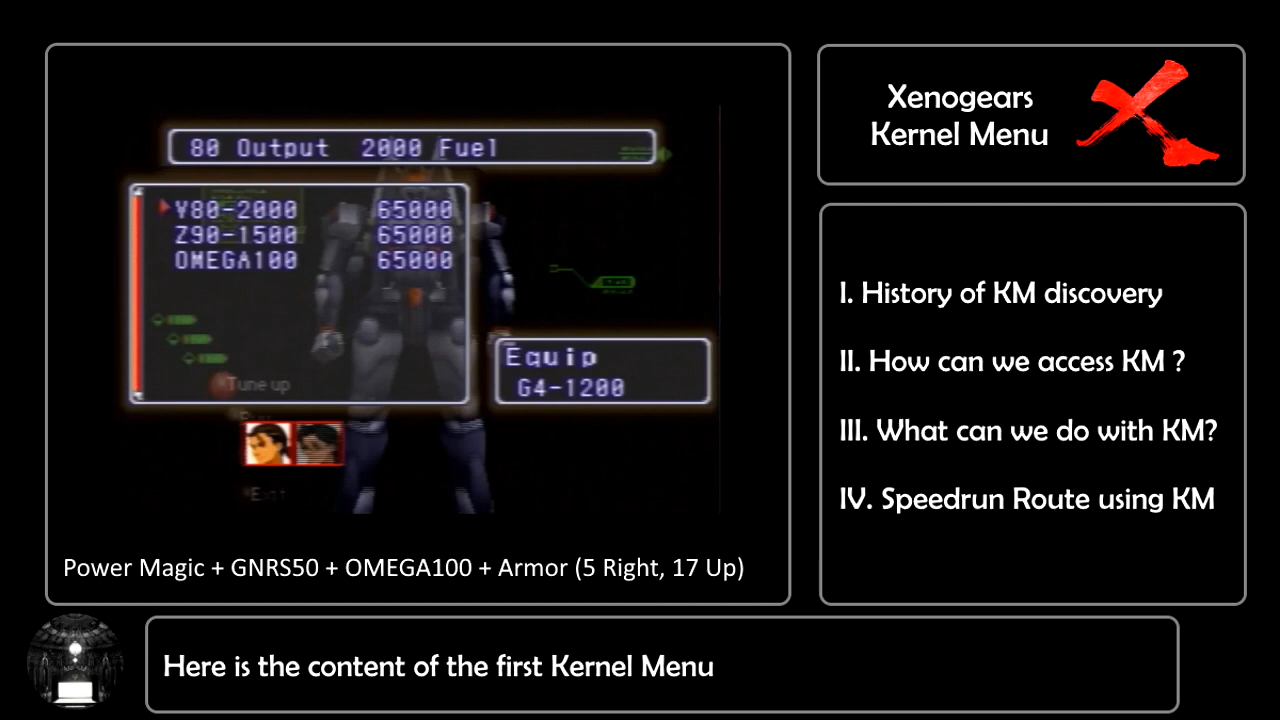 80 Output 2000 Fuel
V80-2000 65000
Z90-1500 65000
OMEGA100 65000
Tune up
Equip
G4-1200
Exit
Power Magic + GNRS50 + OMEGA100 + Armor (5 Right, 17 Up)
Xenogears
Kernel Menu
I. History of KM discovery
II. How can we access KM ?
III. What can we do with KM?
IV. Speedrun Route using KM
Here is the content of the first Kernel Menu